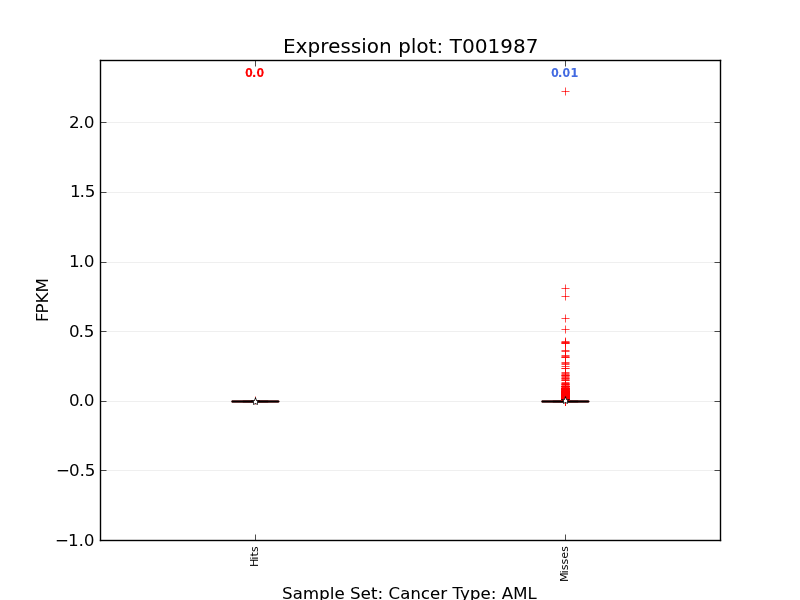 Expression plot: T001987
0.0
0.01
2.0
1.5
1.0
0.5
0.0
−0.5
−1.0
FPKM
Hits
Misses
Sample Set: Cancer Type: AML